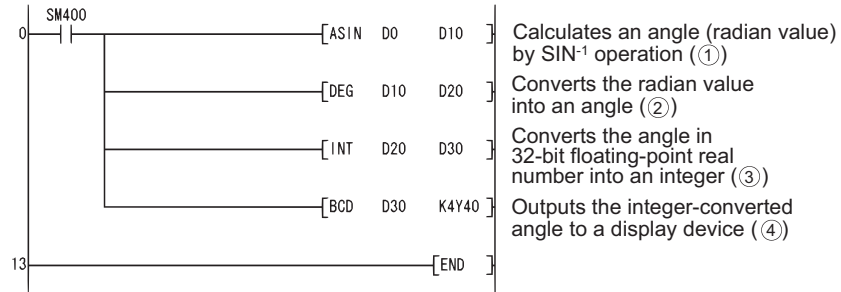 SM400
0 [ASIN D0 D10 ] Calculates an angle (radian value)
by SIN-1 operation (①)
[DEG D10 D20 ] Converts the radian value
into an angle (②)
[INT D20 D30 ] Converts the angle in
32-bit floating-point real
number into an integer (③)
[BCD D30 K4Y40 ] Outputs the integer-converted
angle to a display device (④)
13 [END ]